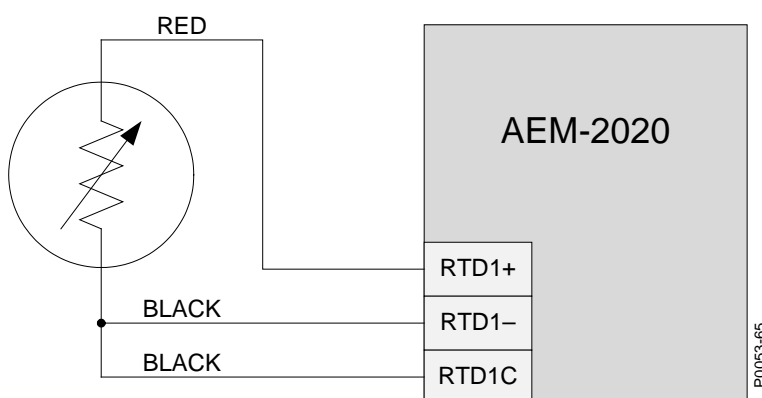 RED
AEM-2020
RTD1+
BLACK
RTD1–
BLACK
RTD1C
P0053-65